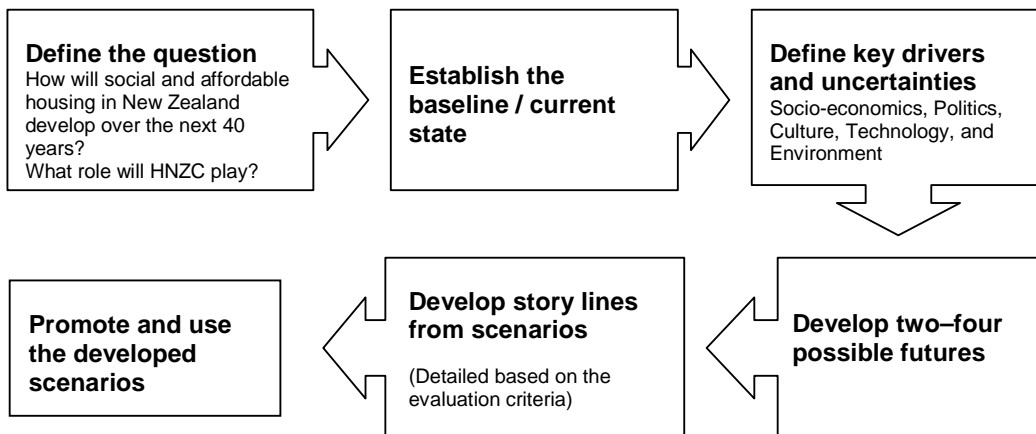 Define the question
How will social and affordable
housing in New Zealand
develop over the next 40
years?
What role will HNZC play?
Establish the
baseline / current
state
Define key drivers
and uncertainties
Socio-economics, Politics,
Culture, Technology, and
Environment
Develop two–four
possible futures
Develop story lines
from scenarios
(Detailed based on the
evaluation criteria)
Promote and use
the developed
scenarios